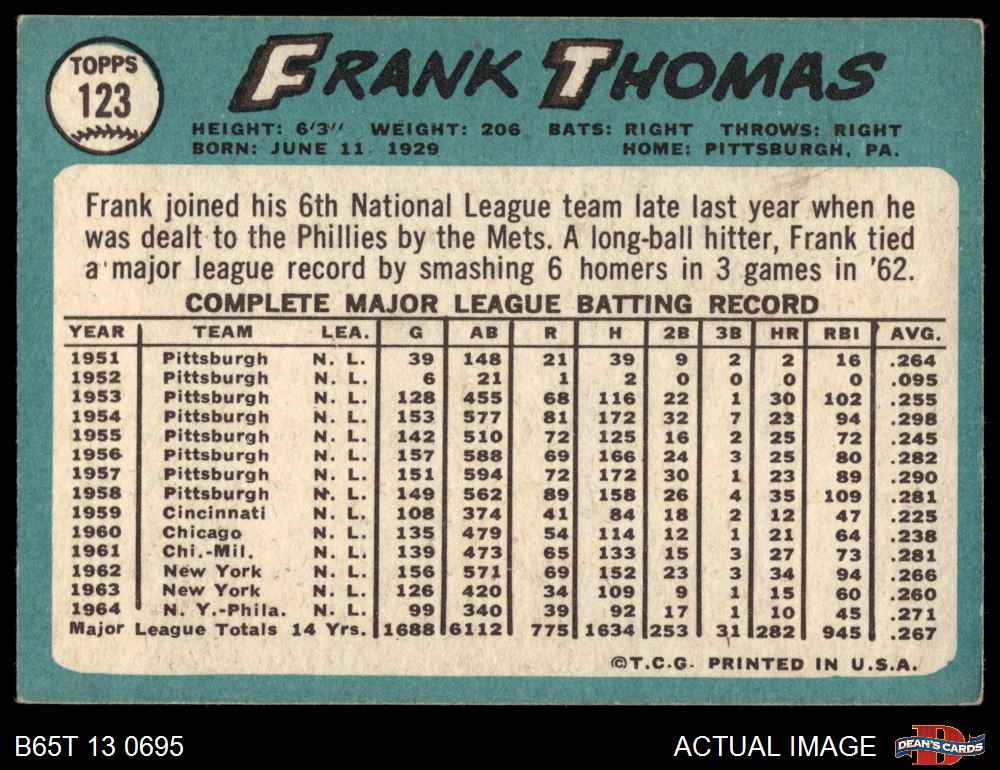 TOPPS
123
FRANK THOMAS
HEIGHT: 6'3" WEIGHT: 206 BATS: RIGHT THROWS: RIGHT
BORN: JUNE 11, 1929 HOME: PITTSBURGH, PA.
Frank joined his 6th National League team late last year when he
was dealt to the Phillies by the Mets. A long-ball hitter, Frank tied
a major league record by smashing 6 homers in 3 games in '62.
COMPLETE MAJOR LEAGUE BATTING RECORD
YEAR TEAM LEA. G AB R H 2B 3B HR RBI AVG.
1951 Pittsburgh N. L. 39 148 21 39 9 2 2 16 .264
1952 Pittsburgh N. L. 6 21 1 2 0 0 0 0 .095
1953 Pittsburgh N. L. 128 455 68 116 22 1 30 102 .255
1954 Pittsburgh N. L. 153 577 81 172 32 7 23 94 .298
1955 Pittsburgh N. L. 142 510 72 125 16 2 25 72 .245
1956 Pittsburgh N. L. 157 588 69 166 24 3 25 80 .282
1957 Pittsburgh N. L. 151 594 72 172 30 1 23 89 .290
1958 Pittsburgh N. L. 149 562 89 158 26 4 35 109 .281
1959 Cincinnati N. L. 108 374 41 84 18 2 12 47 .225
1960 Chicago N. L. 135 479 54 114 12 1 21 64 .238
1961 Chi.-Mil. N. L. 139 473 65 133 15 3 27 73 .281
1962 New York N. L. 156 571 69 152 23 3 34 94 .266
1963 New York N. L. 126 420 34 109 9 1 15 60 .260
1964 N. Y.-Phila. N. L. 99 340 39 92 17 1 10 45 .271
Major League Totals 14 Yrs. 1688 6112 775 1634 253 31 282 945 .267
©T.C.G. PRINTED IN U.S.A.
B65T 13 0695 ACTUAL IMAGE DEAN'S CARDS